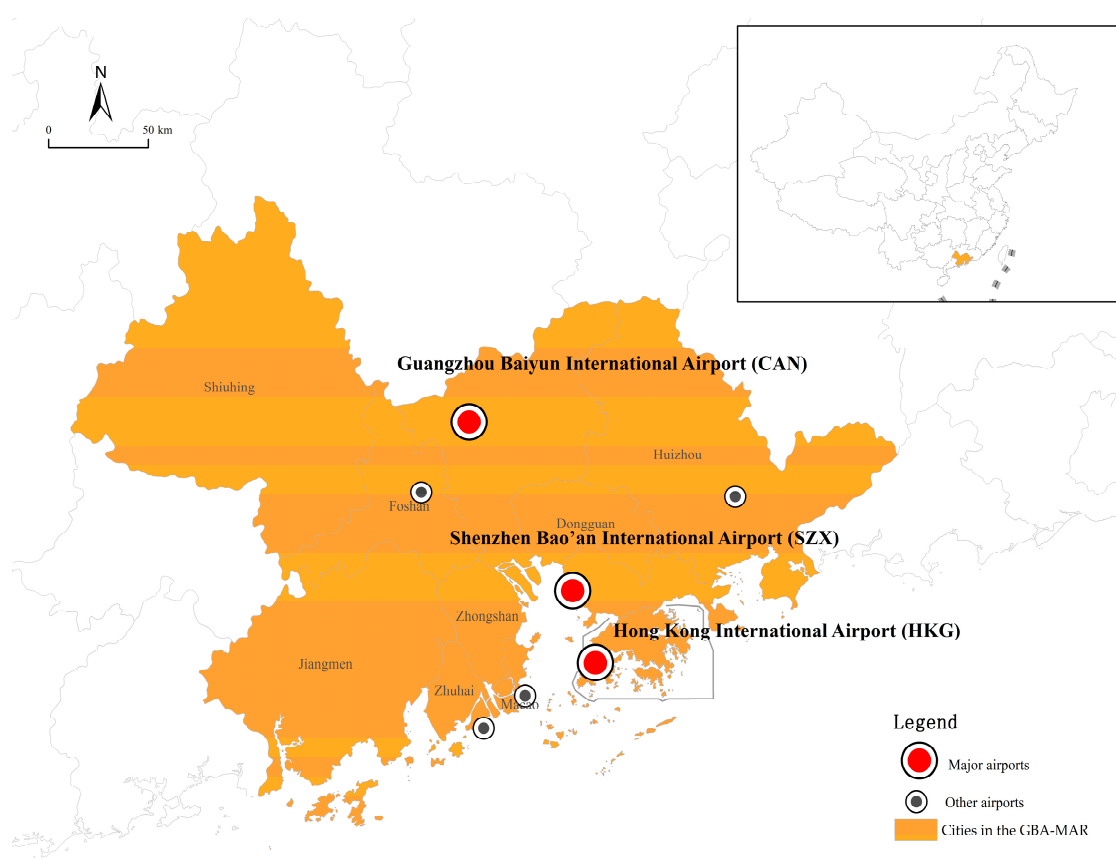 N
0 50 km
Guangzhou Baiyun International Airport (CAN)
Shiuhing
Huizhou
Foshan
Dongguan
Shenzhen Bao’an International Airport (SZX)
Zhongshan
Hong Kong International Airport (HKG)
Jiangmen
Zhuhai
Macao
Legend
Major airports
Other airports
Cities in the GBA-MAR